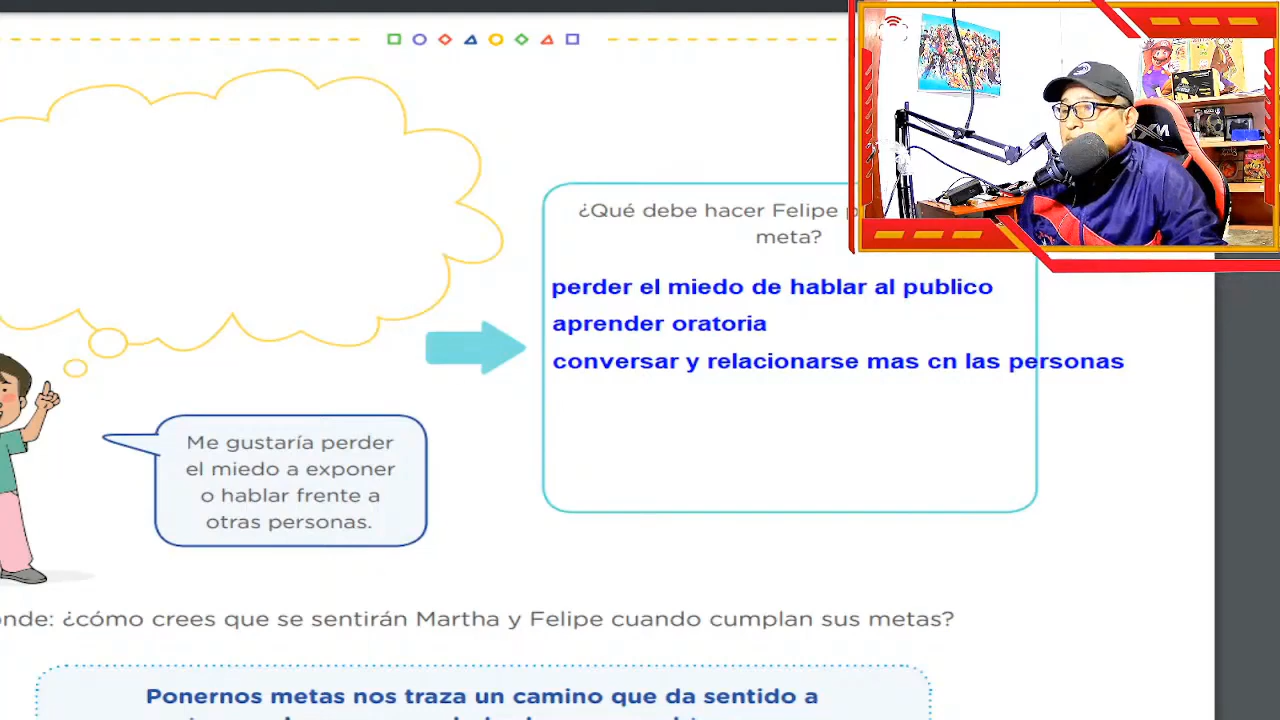 ¿Qué debe hacer Felipe
meta?
perder el miedo de hablar al publico
aprender oratoria
conversar y relacionarse mas cn las personas
Me gustaría perder
el miedo a exponer
o hablar frente a
otras personas.
¿cómo crees que se sentirán Martha y Felipe cuando cumplan sus metas?
Ponernos metas nos traza un camino que da sentido a